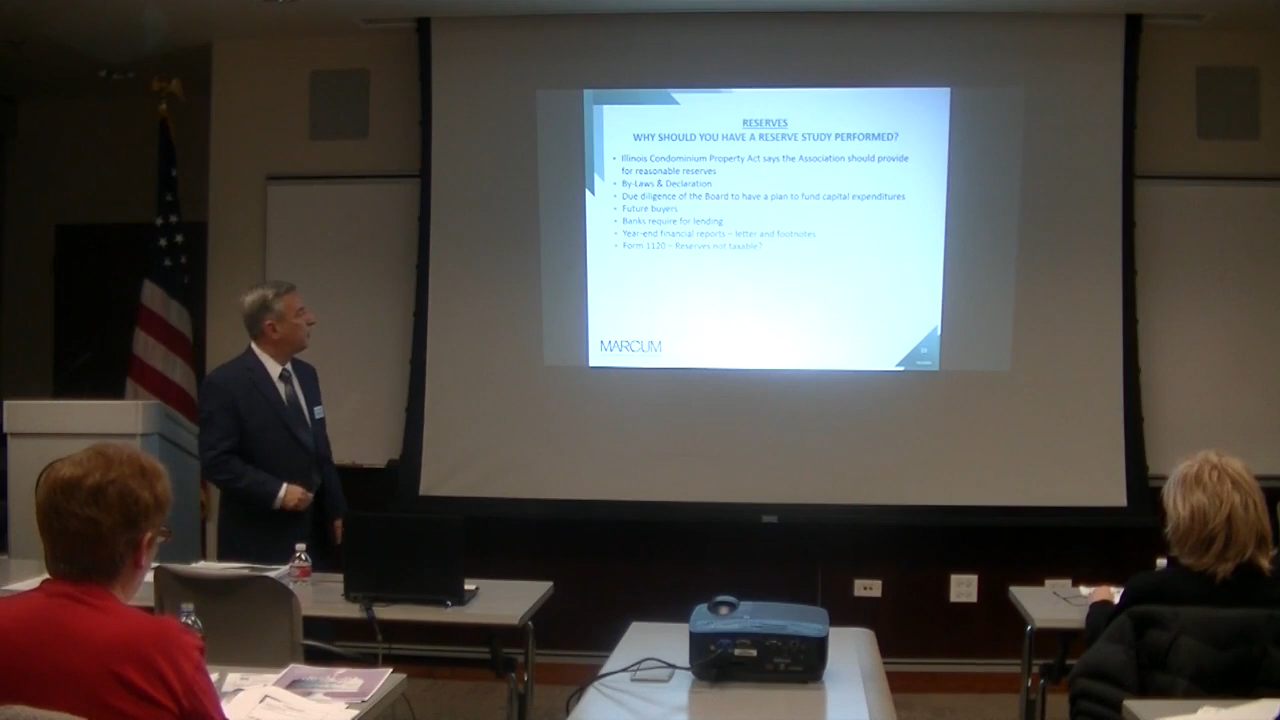 RESERVES
WHY SHOULD YOU HAVE A RESERVE STUDY PERFORMED?
• Illinois Condominium Property Act says the Association should provide
for reasonable reserves
• By-Laws & Declaration
• Due diligence of the Board to have a plan to fund capital expenditures
• Future buyers
• Banks require for lending
• Year-end financial reports – letter and footnotes
• Form 1120 – Reserves not taxable?
MARCUM